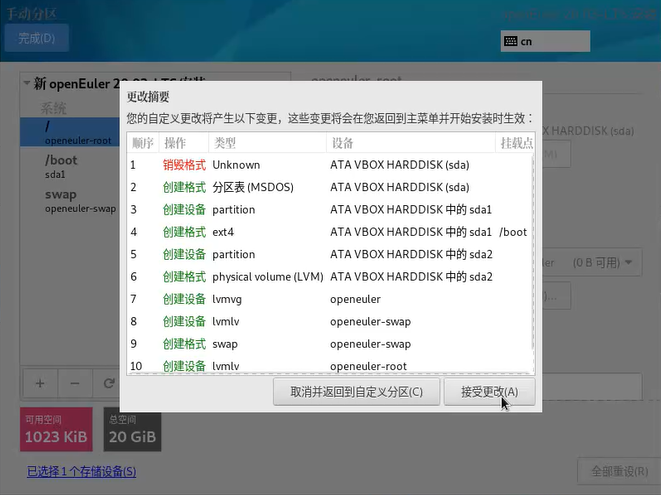 手动分区
完成(D)
cn
新 openEuler 20.03-LTS 安装
openeuler-root
系统
/
openeuler-root
/boot
sda1
swap
openeuler-swap
更改摘要
您的自定义更改将产生以下变更，这些变更将会在您返回到主菜单并开始安装时生效：
顺序 操作 类型 设备 挂载点
1 销毁格式 Unknown ATA VBOX HARDDISK (sda)
2 创建格式 分区表 (MSDOS) ATA VBOX HARDDISK (sda)
3 创建设备 partition ATA VBOX HARDDISK 中的 sda1
4 创建格式 ext4 ATA VBOX HARDDISK 中的 sda1 /boot
5 创建设备 partition ATA VBOX HARDDISK 中的 sda2
6 创建格式 physical volume (LVM) ATA VBOX HARDDISK 中的 sda2
7 创建设备 lvmvg openeuler
8 创建设备 lvmlv openeuler-swap
9 创建格式 swap openeuler-swap
10 创建设备 lvmlv openeuler-root
取消并返回到自定义分区(C)
接受更改(A)
DISK (sda)
(M)
(0 B 可用)
+ −
可用空间
1023 KiB
总空间
20 GiB
已选择 1 个存储设备(S)
全部重设(R)